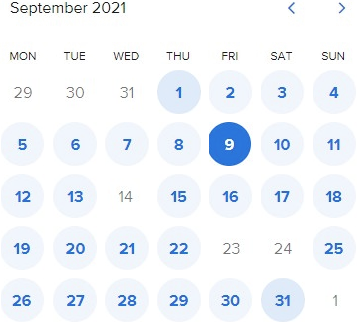 September 2021
MON TUE WED THU FRI SAT SUN
29 30 31 1 2 3 4
5 6 7 8 9 10 11
12 13 14 15 16 17 18
19 20 21 22 23 24 25
26 27 28 29 30 31 1